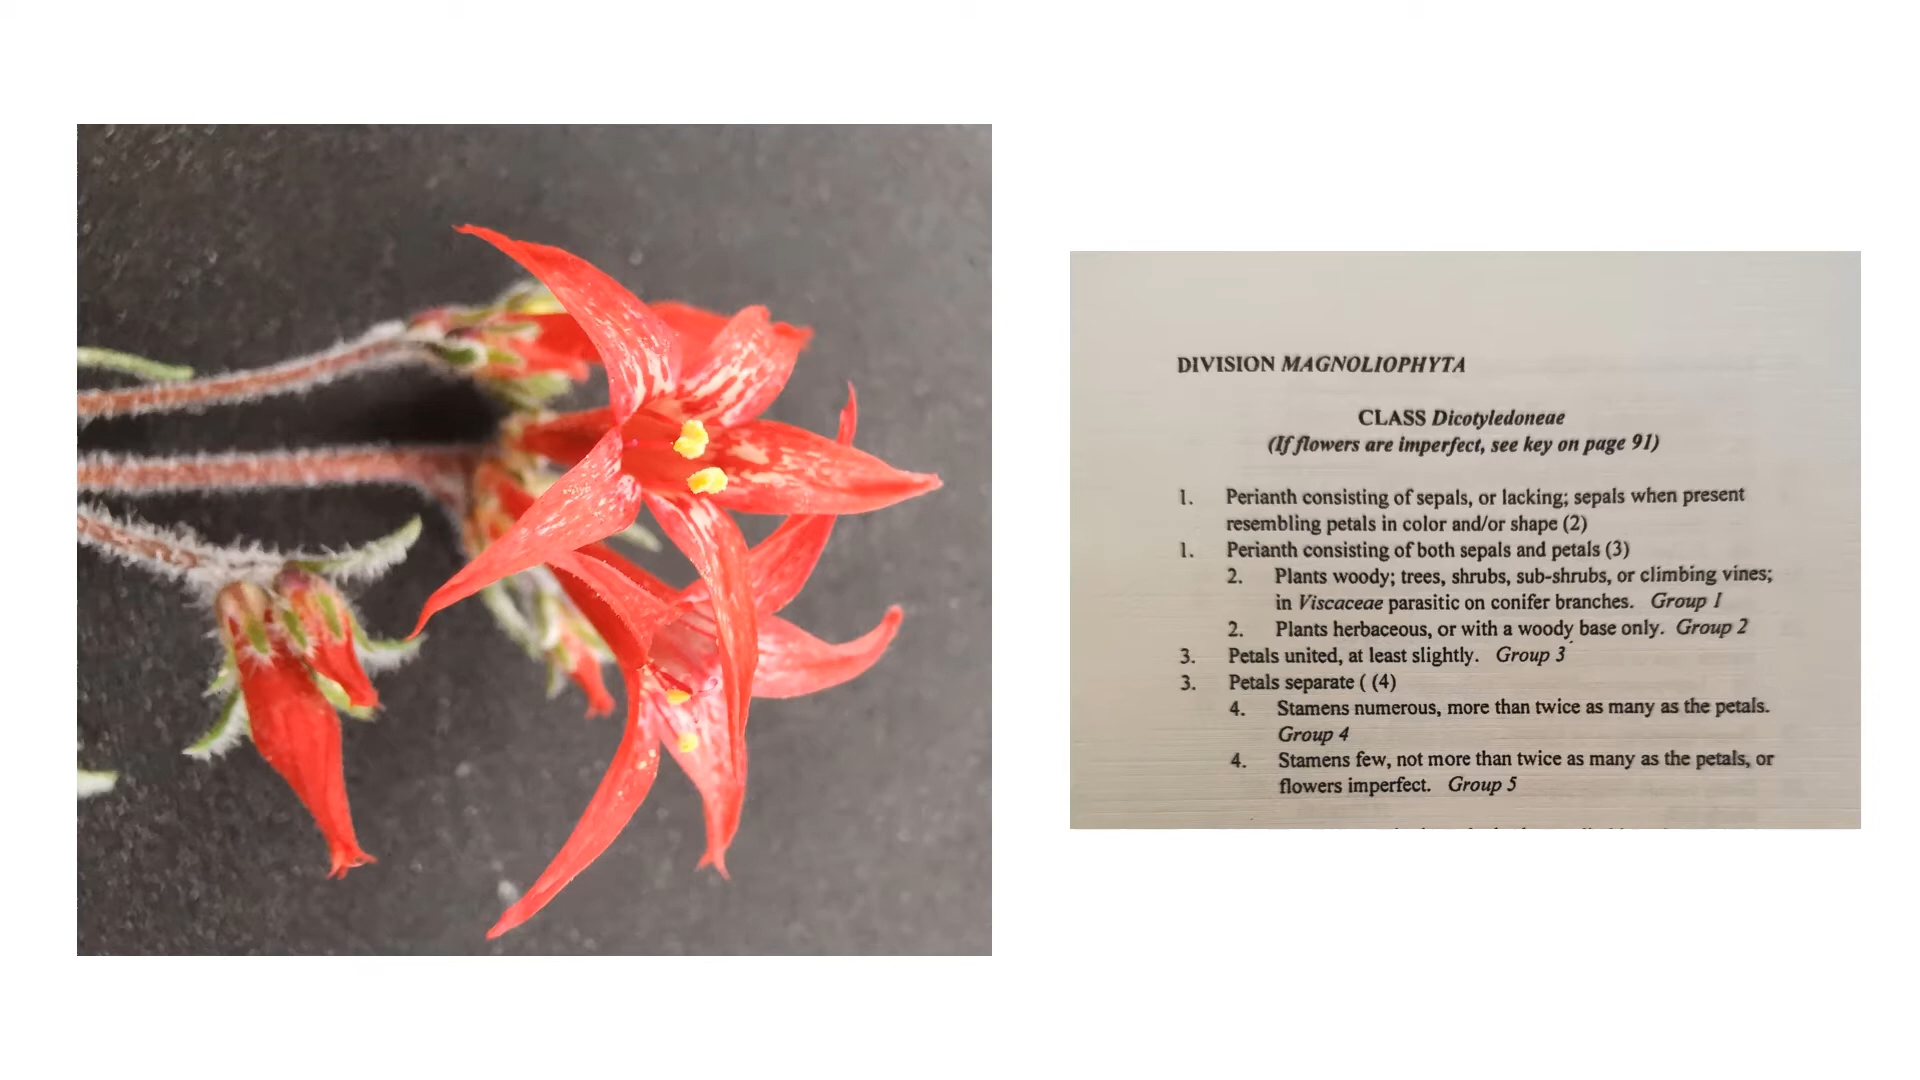 DIVISION MAGNOLIOPHYTA
CLASS Dicotyledoneae
(If flowers are imperfect, see key on page 91)
1. Perianth consisting of sepals, or lacking; sepals when present
resembling petals in color and/or shape (2)
1. Perianth consisting of both sepals and petals (3)
2. Plants woody; trees, shrubs, sub-shrubs, or climbing vines;
in Viscaceae parasitic on conifer branches. Group 1
2. Plants herbaceous, or with a woody base only. Group 2
3. Petals united, at least slightly. Group 3
3. Petals separate ( (4)
4. Stamens numerous, more than twice as many as the petals.
Group 4
4. Stamens few, not more than twice as many as the petals, or
flowers imperfect. Group 5